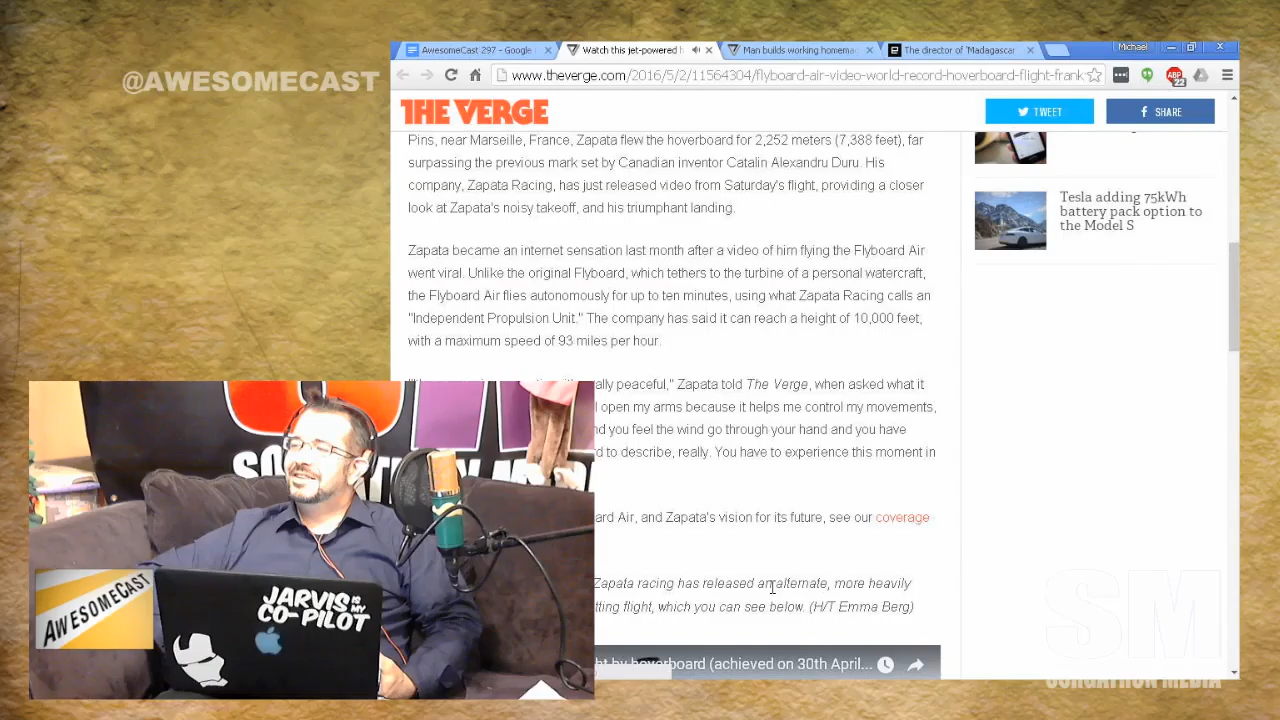 @AWESOMECAST
AwesomeCast 297 - Google
Watch this jet-powered h
Man builds working homema
The director of 'Madagascar
Michael
www.theverge.com/2016/5/2/11564304/flyboard-air-video-world-record-hoverboard-flight-frank
ABP
22
THE VERGE
TWEET
SHARE
Pins, near Marseille, France, Zapata flew the hoverboard for 2,252 meters (7,388 feet), far
surpassing the previous mark set by Canadian inventor Catalin Alexandru Duru. His
company, Zapata Racing, has just released video from Saturday's flight, providing a closer
look at Zapata's noisy takeoff, and his triumphant landing.
Tesla adding 75kWh
battery pack option to
the Model S
Zapata became an internet sensation last month after a video of him flying the Flyboard Air
went viral. Unlike the original Flyboard, which tethers to the turbine of a personal watercraft,
the Flyboard Air flies autonomously for up to ten minutes, using what Zapata Racing calls an
"Independent Propulsion Unit." The company has said it can reach a height of 10,000 feet,
with a maximum speed of 93 miles per hour.
ally peaceful," Zapata told The Verge, when asked what it
I open my arms because it helps me control my movements,
nd you feel the wind go through your hand and you have
rd to describe, really. You have to experience this moment in
ard Air, and Zapata's vision for its future, see our coverage
Zapata racing has released an alternate, more heavily
tting flight, which you can see below. (H/T Emma Berg)
ht by hoverboard (achieved on 30th April...
AWESOMECAST
JARVIS IS MY
CO-PILOT
SM
SORGATRON MEDIA